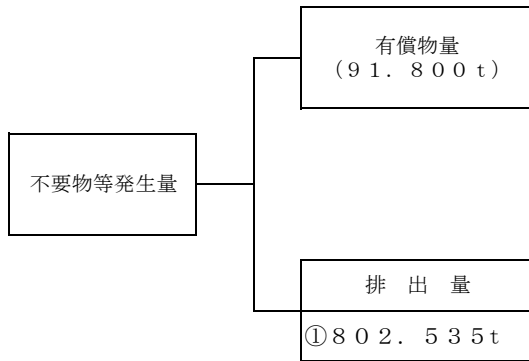 有償物量
(９１．８００ｔ)
不要物等発生量
排　出　量
①８０２．５３５t